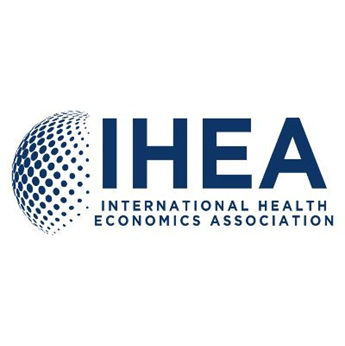 IHEA
INTERNATIONAL HEALTH
ECONOMICS ASSOCIATION